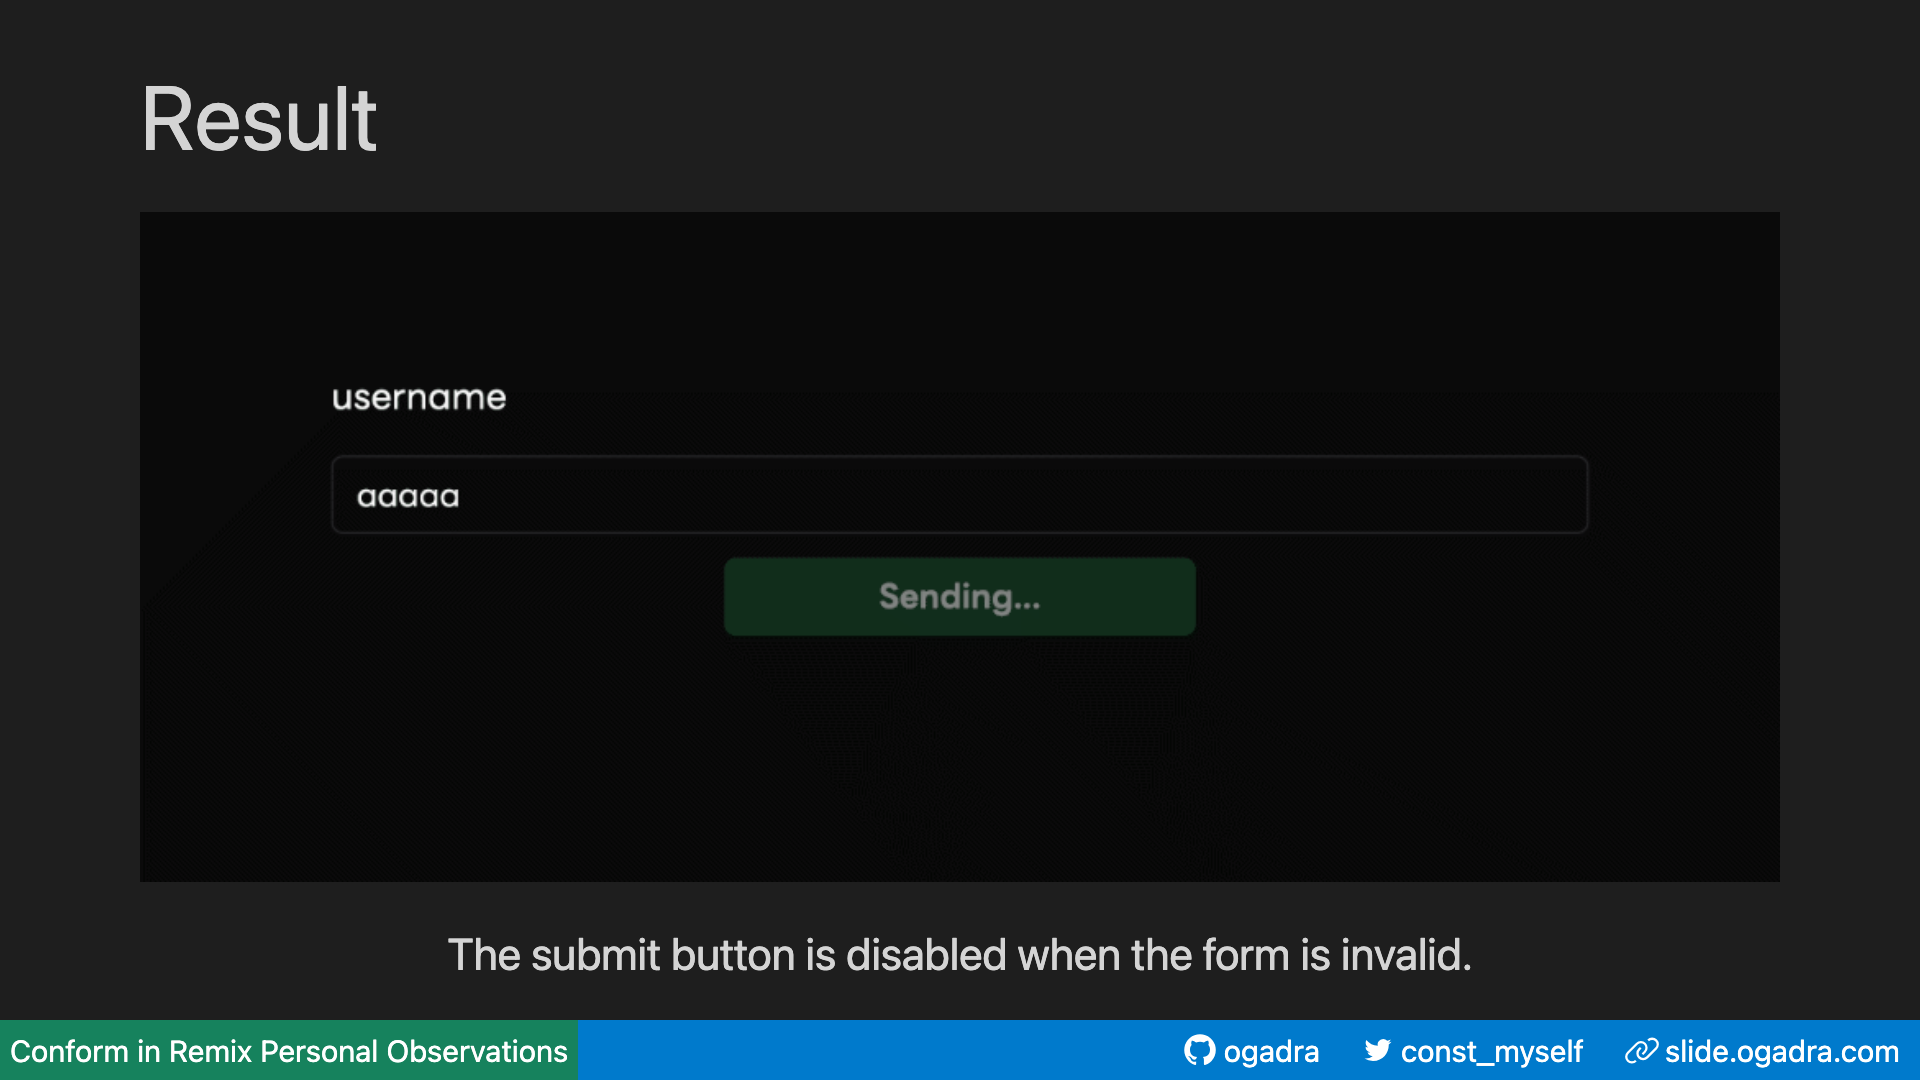 Result
username
aaaaa
Sending...
The submit button is disabled when the form is invalid.
Conform in Remix Personal Observations
ogadra
const_myself
slide.ogadra.com